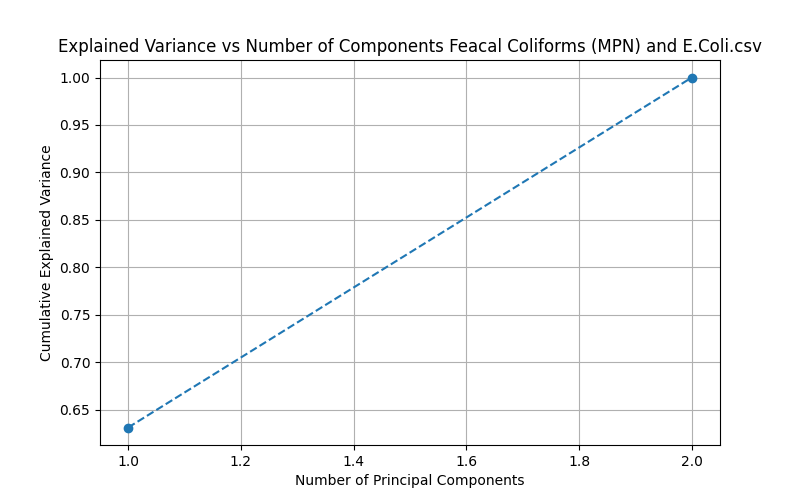 Explained Variance vs Number of Components Feacal Coliforms (MPN) and E.Coli.csv
Cumulative Explained Variance
1.00
0.95
0.90
0.85
0.80
0.75
0.70
0.65
1.0 1.2 1.4 1.6 1.8 2.0
Number of Principal Components